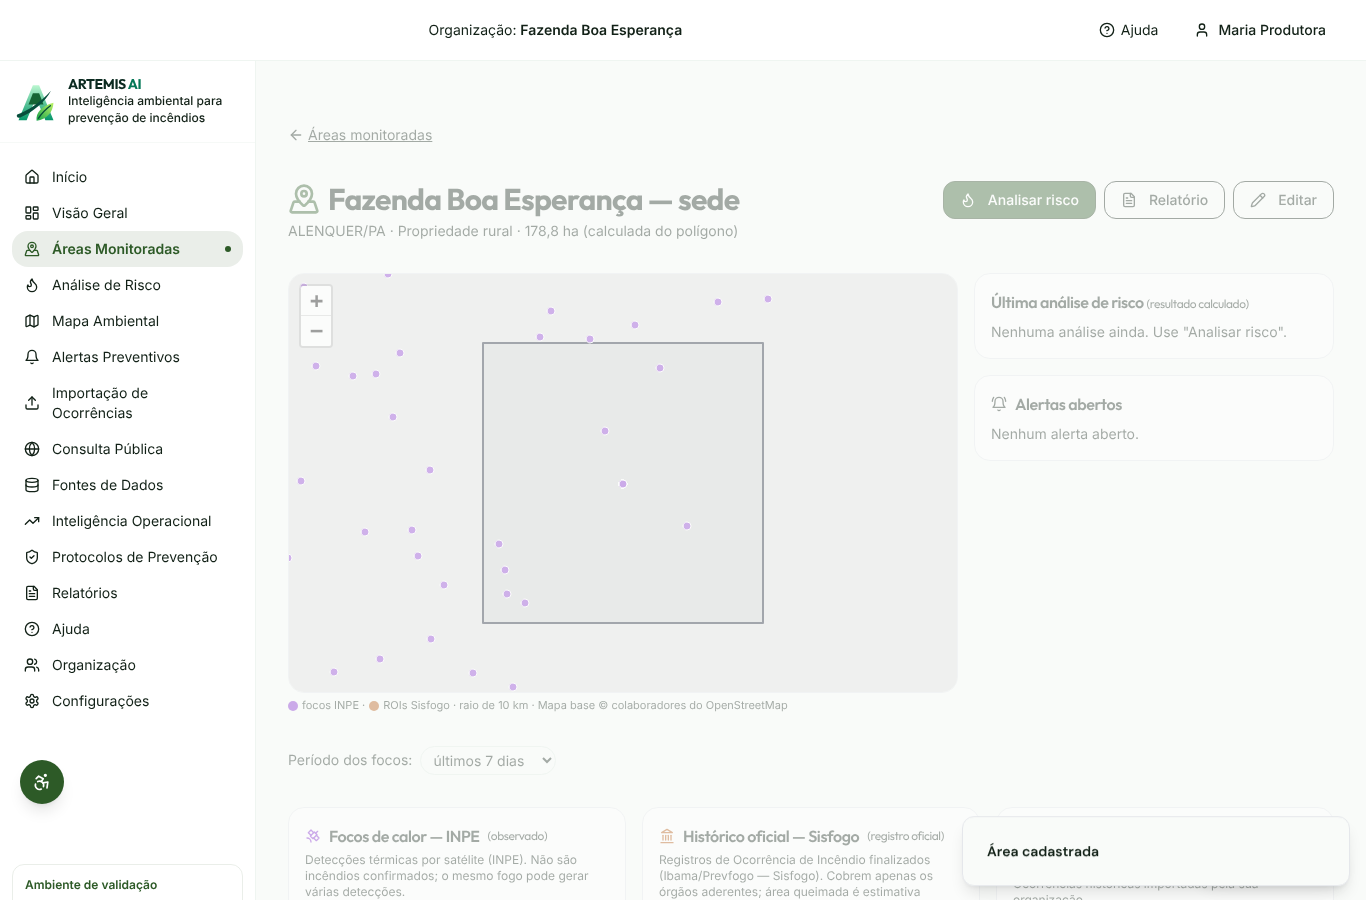 Organização: Fazenda Boa Esperança
Ajuda
Maria Produtora
ARTEMIS AI
Inteligência ambiental para
prevenção de incêndios
Início
Visão Geral
Áreas Monitoradas
Análise de Risco
Mapa Ambiental
Alertas Preventivos
Importação de
Ocorrências
Consulta Pública
Fontes de Dados
Inteligência Operacional
Protocolos de Prevenção
Relatórios
Ajuda
Organização
Configurações
Ambiente de validação
Áreas monitoradas
Fazenda Boa Esperança — sede
ALENQUER/PA · Propriedade rural · 178,8 ha (calculada do polígono)
Analisar risco
Relatório
Editar
+
−
focos INPE · ROIs Sisfogo · raio de 10 km · Mapa base © colaboradores do OpenStreetMap
Última análise de risco (resultado calculado)
Nenhuma análise ainda. Use "Analisar risco".
Alertas abertos
Nenhum alerta aberto.
Período dos focos: últimos 7 dias
Focos de calor — INPE (observado)
Detecções térmicas por satélite (INPE). Não são
incêndios confirmados; o mesmo fogo pode gerar
várias detecções.
Histórico oficial — Sisfogo (registro oficial)
Registros de Ocorrência de Incêndio finalizados
(Ibama/Prevfogo — Sisfogo). Cobrem apenas os
órgãos aderentes; área queimada é estimativa
Área cadastrada